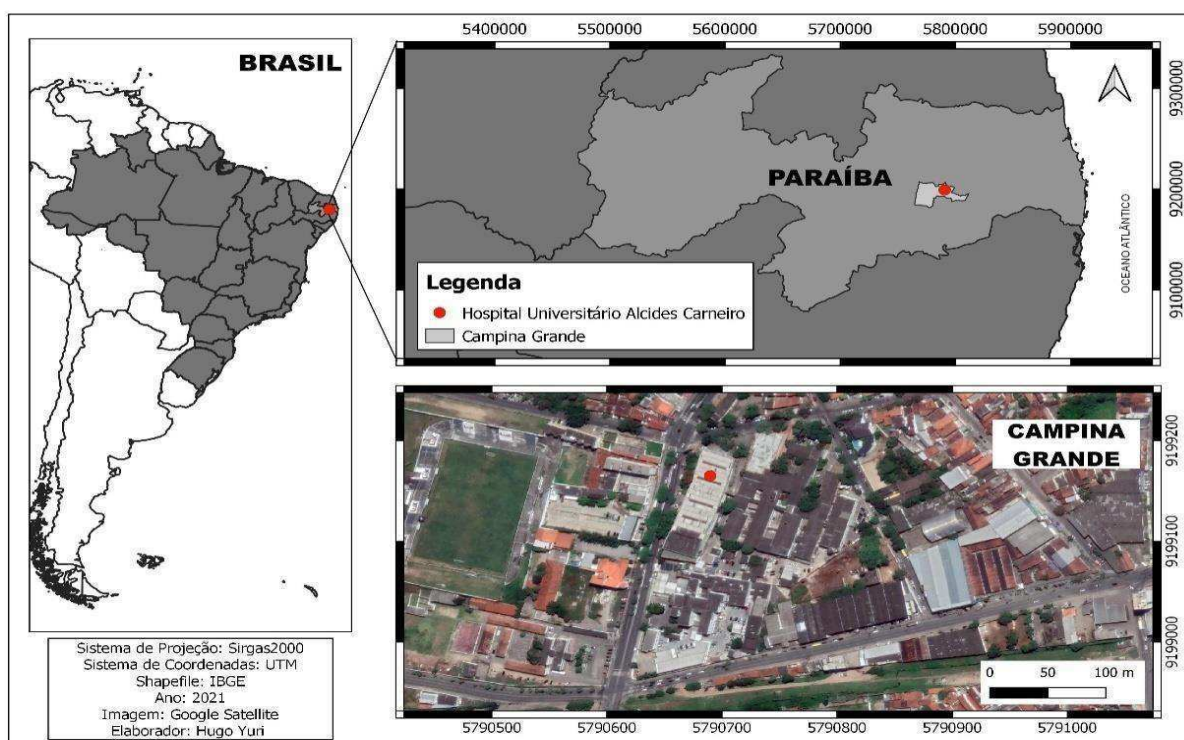 BRASIL
5400000 5500000 5600000 5700000 5800000 5900000
9300000
9200000
9100000
PARAÍBA
OCEANO ATLÂNTICO
Legenda
Hospital Universitário Alcides Carneiro
Campina Grande
CAMPINA
GRANDE
9199200
9199100
9199000
0 50 100 m
5790500 5790600 5790700 5790800 5790900 5791000
Sistema de Projeção: Sirgas2000
Sistema de Coordenadas: UTM
Shapefile: IBGE
Ano: 2021
Imagem: Google Satellite
Elaborador: Hugo Yuri